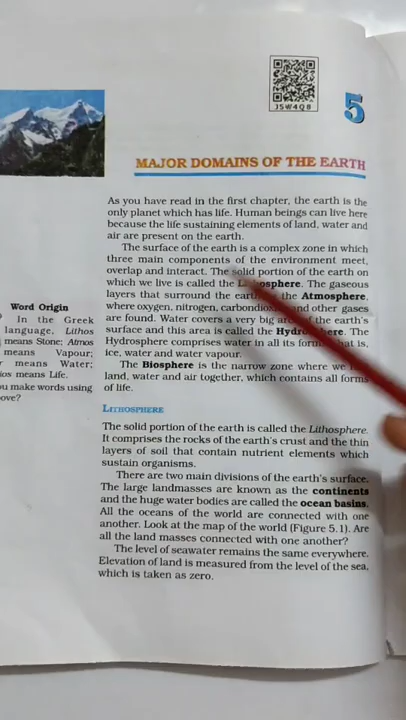 J5W4Q8
5
MAJOR DOMAINS OF THE EARTH
As you have read in the first chapter, the earth is the
only planet which has life. Human beings can live here
because the life sustaining elements of land, water and
air are present on the earth.
The surface of the earth is a complex zone in which
three main components of the environment meet,
overlap and interact. The solid portion of the earth on
which we live is called the Lithosphere. The gaseous
layers that surround the earth, the Atmosphere,
where oxygen, nitrogen, carbondioxide and other gases
are found. Water covers a very big area of the earth's
surface and this area is called the Hydrosphere. The
Hydrosphere comprises water in all its forms, that is,
ice, water and water vapour.
The Biosphere is the narrow zone where we
land, water and air together, which contains all forms
of life.
Word Origin
In the Greek
language, Lithos
means Stone; Atmos
means Vapour;
means Water;
means Life.
you make words using
LITHOSPHERE
The solid portion of the earth is called the Lithosphere.
It comprises the rocks of the earth's crust and the thin
layers of soil that contain nutrient elements which
sustain organisms.
There are two main divisions of the earth's surface.
The large landmasses are known as the continents
and the huge water bodies are called the ocean basins.
All the oceans of the world are connected with one
another. Look at the map of the world (Figure 5.1). Are
all the land masses connected with one another?
The level of seawater remains the same everywhere.
Elevation of land is measured from the level of the sea,
which is taken as zero.